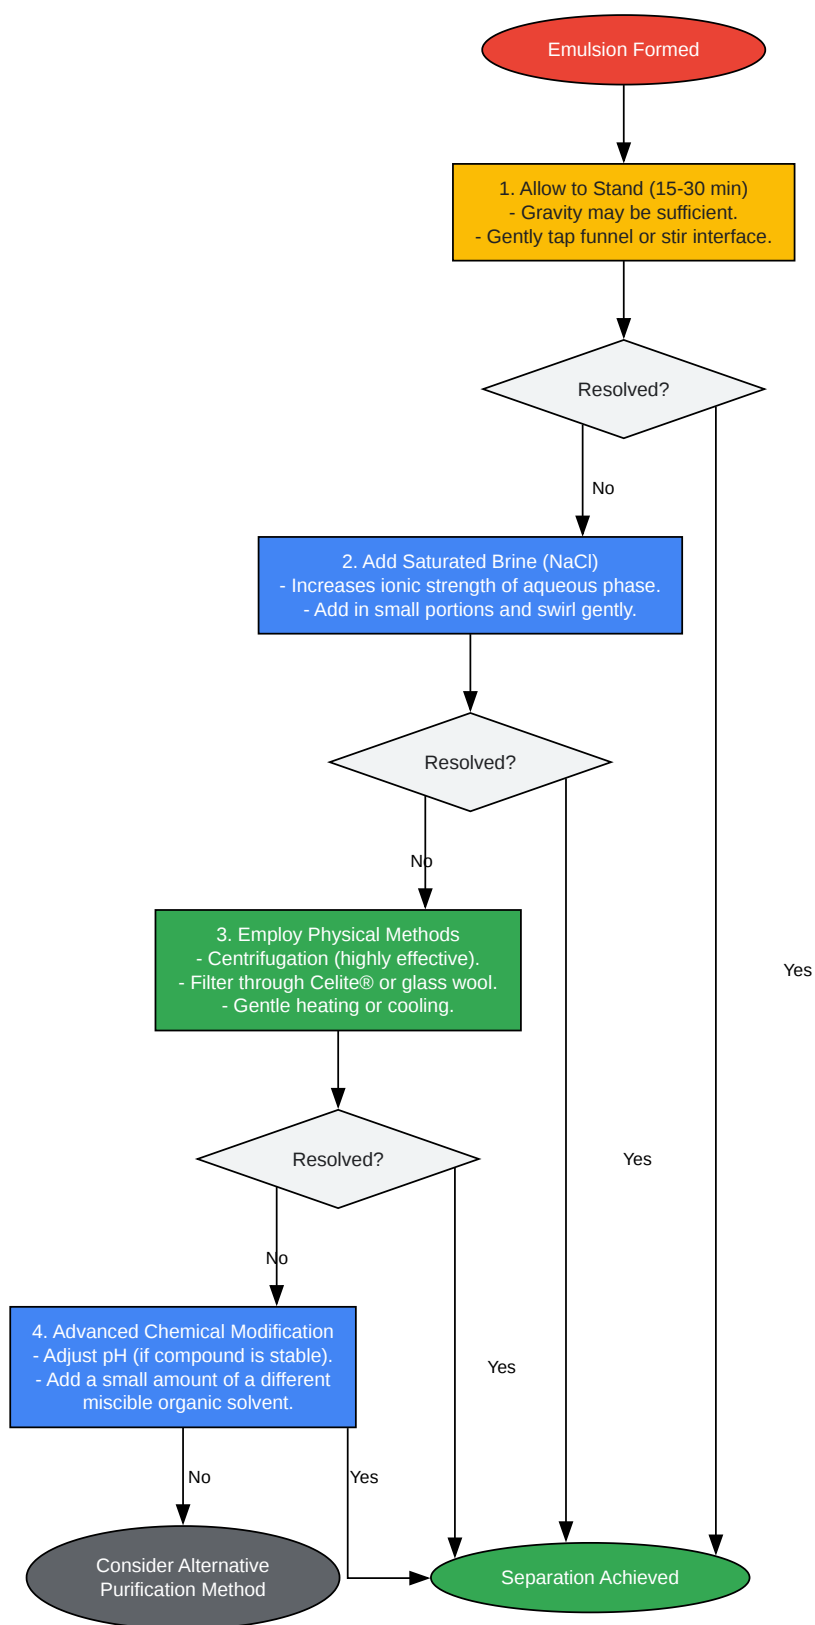 Emulsion Formed
1. Allow to Stand (15-30 min)
- Gravity may be sufficient.
- Gently tap funnel or stir interface.
Resolved?
No
2. Add Saturated Brine (NaCl)
- Increases ionic strength of aqueous phase.
- Add in small portions and swirl gently.
Resolved?
No
3. Employ Physical Methods
- Centrifugation (highly effective).
- Filter through Celite® or glass wool.
- Gentle heating or cooling.
Yes
Resolved?
Yes
No
4. Advanced Chemical Modification
- Adjust pH (if compound is stable).
- Add a small amount of a different
miscible organic solvent.
Yes
No
Yes
Consider Alternative
Purification Method
Separation Achieved